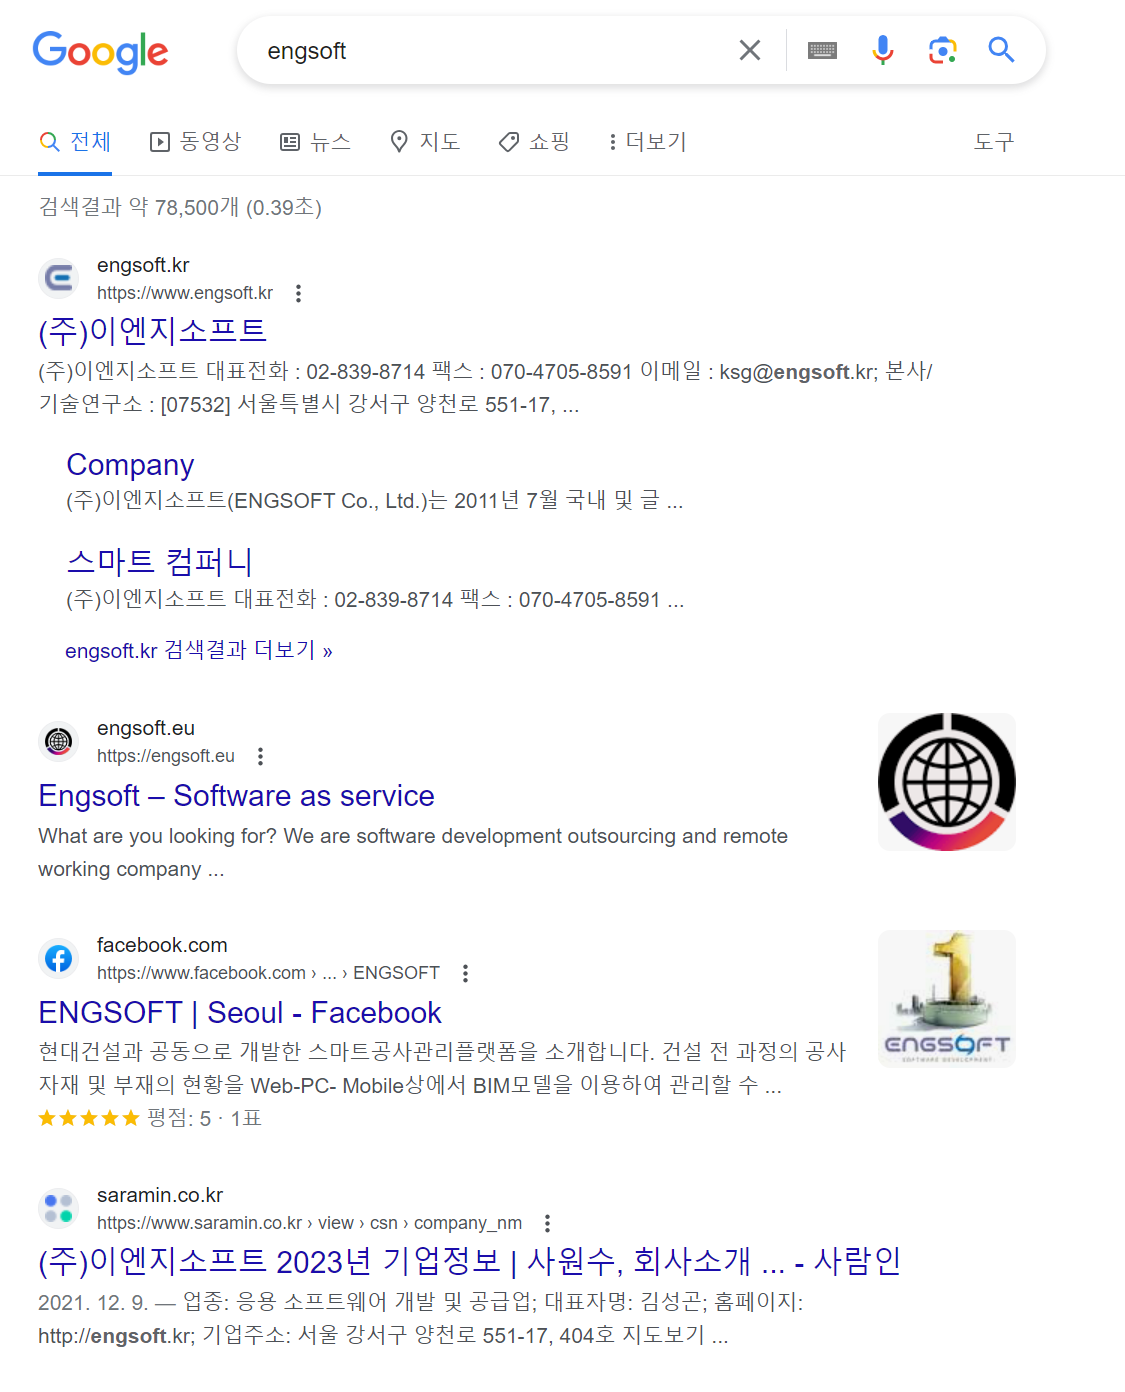 Google
engsoft
전체 동영상 뉴스 지도 쇼핑 더보기 도구
검색결과 약 78,500개 (0.39초)
engsoft.kr
https://www.engsoft.kr
(주)이엔지소프트
(주)이엔지소프트 대표전화 : 02-839-8714 팩스 : 070-4705-8591 이메일 : ksg@engsoft.kr; 본사/
기술연구소 : [07532] 서울특별시 강서구 양천로 551-17, ...
Company
(주)이엔지소프트(ENGSOFT Co., Ltd.)는 2011년 7월 국내 및 글 ...
스마트 컴퍼니
(주)이엔지소프트 대표전화 : 02-839-8714 팩스 : 070-4705-8591 ...
engsoft.kr 검색결과 더보기 »
engsoft.eu
https://engsoft.eu
Engsoft – Software as service
What are you looking for? We are software development outsourcing and remote
working company ...
facebook.com
https://www.facebook.com › ... › ENGSOFT
ENGSOFT | Seoul - Facebook
현대건설과 공동으로 개발한 스마트공사관리플랫폼을 소개합니다. 건설 전 과정의 공사
자재 및 부재의 현황을 Web-PC- Mobile상에서 BIM모델을 이용하여 관리할 수 ...
평점: 5 · 1표
1
ENGSOFT
SOFTWARE DEVELOPMENT
saramin.co.kr
https://www.saramin.co.kr › view › csn › company_nm
(주)이엔지소프트 2023년 기업정보 | 사원수, 회사소개 ... - 사람인
2021. 12. 9. — 업종: 응용 소프트웨어 개발 및 공급업; 대표자명: 김성곤; 홈페이지:
http://engsoft.kr; 기업주소: 서울 강서구 양천로 551-17, 404호 지도보기 ...